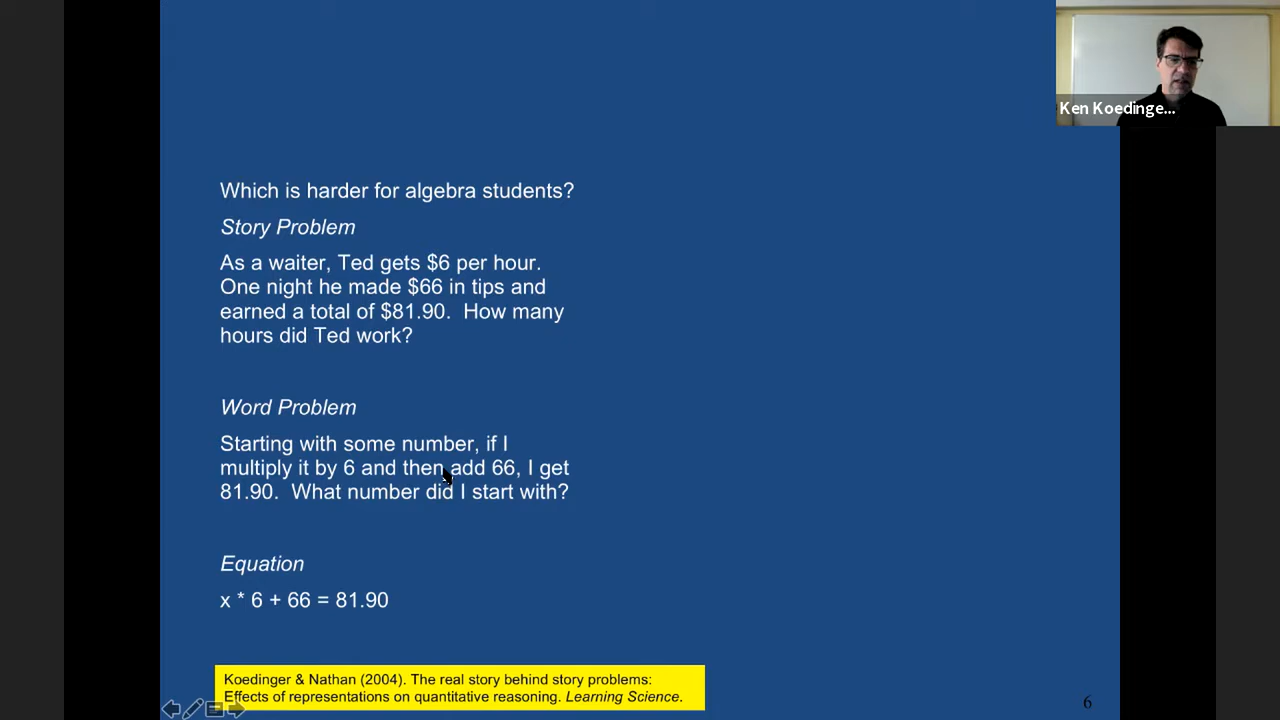 Ken Koedinge...
Which is harder for algebra students?
Story Problem
As a waiter, Ted gets $6 per hour.
One night he made $66 in tips and
earned a total of $81.90. How many
hours did Ted work?
Word Problem
Starting with some number, if I
multiply it by 6 and then add 66, I get
81.90. What number did I start with?
Equation
x * 6 + 66 = 81.90
Koedinger & Nathan (2004). The real story behind story problems:
Effects of representations on quantitative reasoning. Learning Science.
6